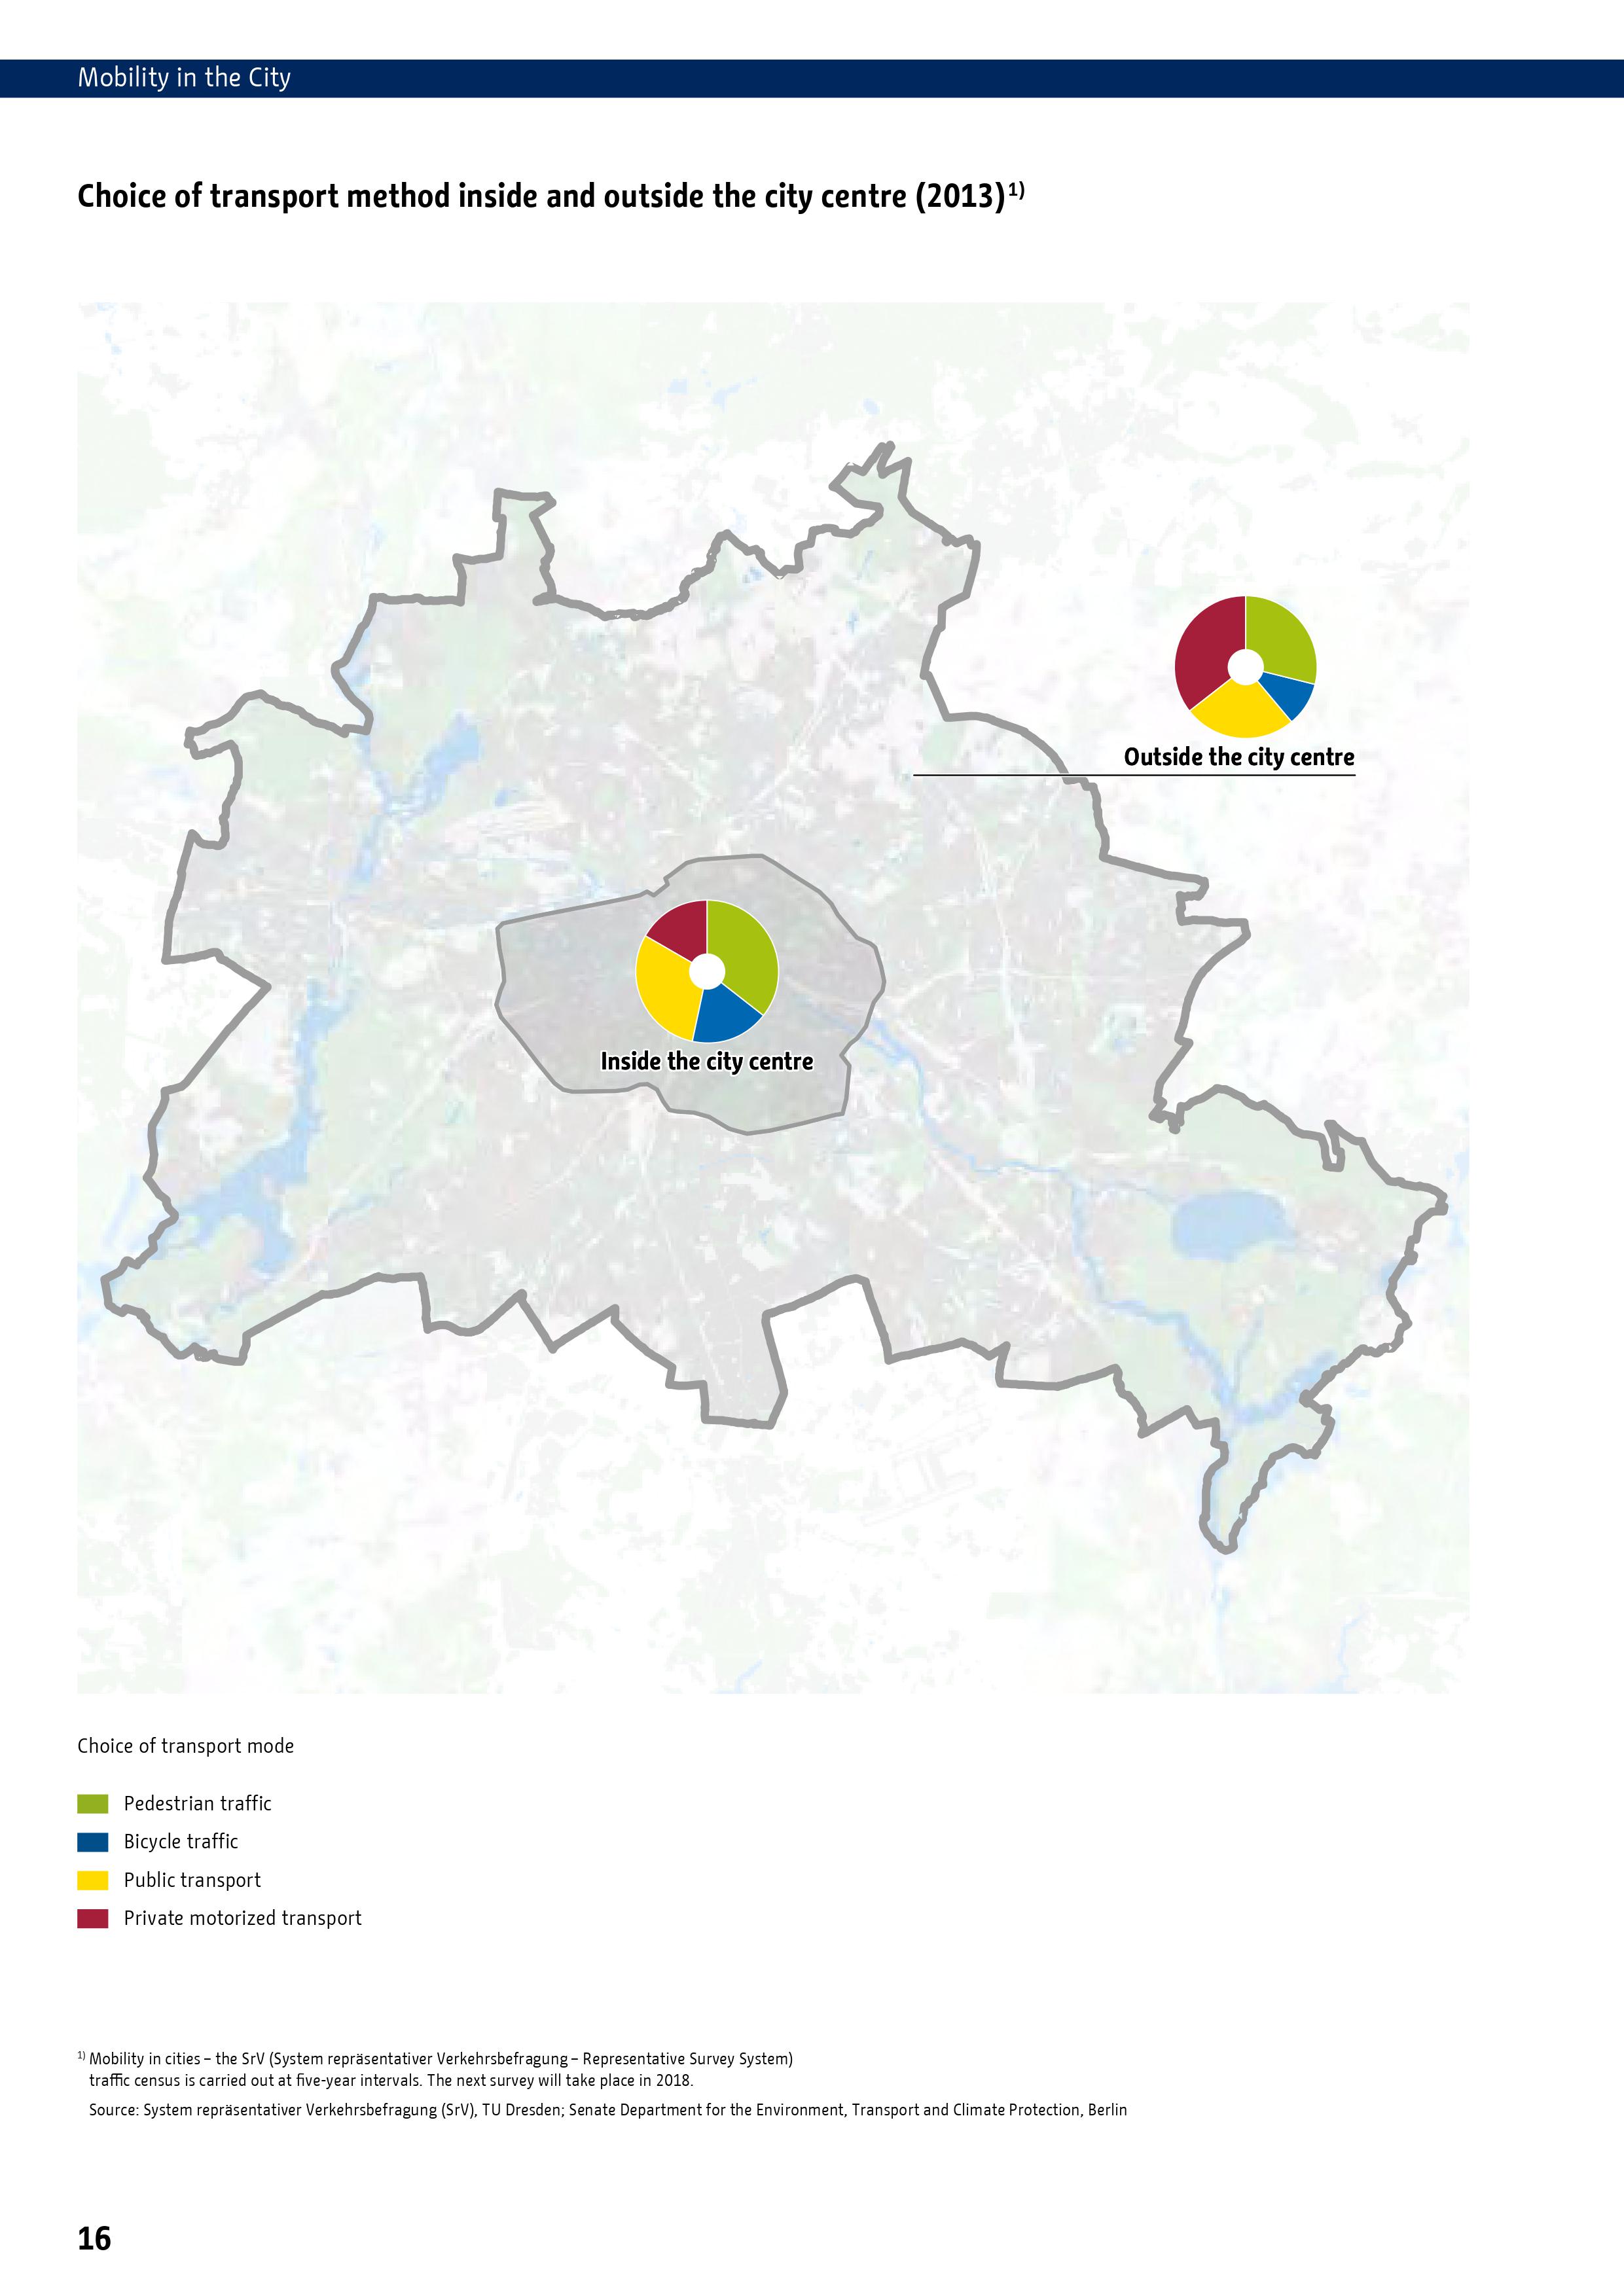 Mobility in the City
Choice of transport method inside and outside the city centre (2013)¹⁾
Outside the city centre
Inside the city centre
Choice of transport mode
Pedestrian traffic
Bicycle traffic
Public transport
Private motorized transport
¹⁾ Mobility in cities – the SrV (System repräsentativer Verkehrsbefragung – Representative Survey System)
traffic census is carried out at five-year intervals. The next survey will take place in 2018.
Source: System repräsentativer Verkehrsbefragung (SrV), TU Dresden; Senate Department for the Environment, Transport and Climate Protection, Berlin
16